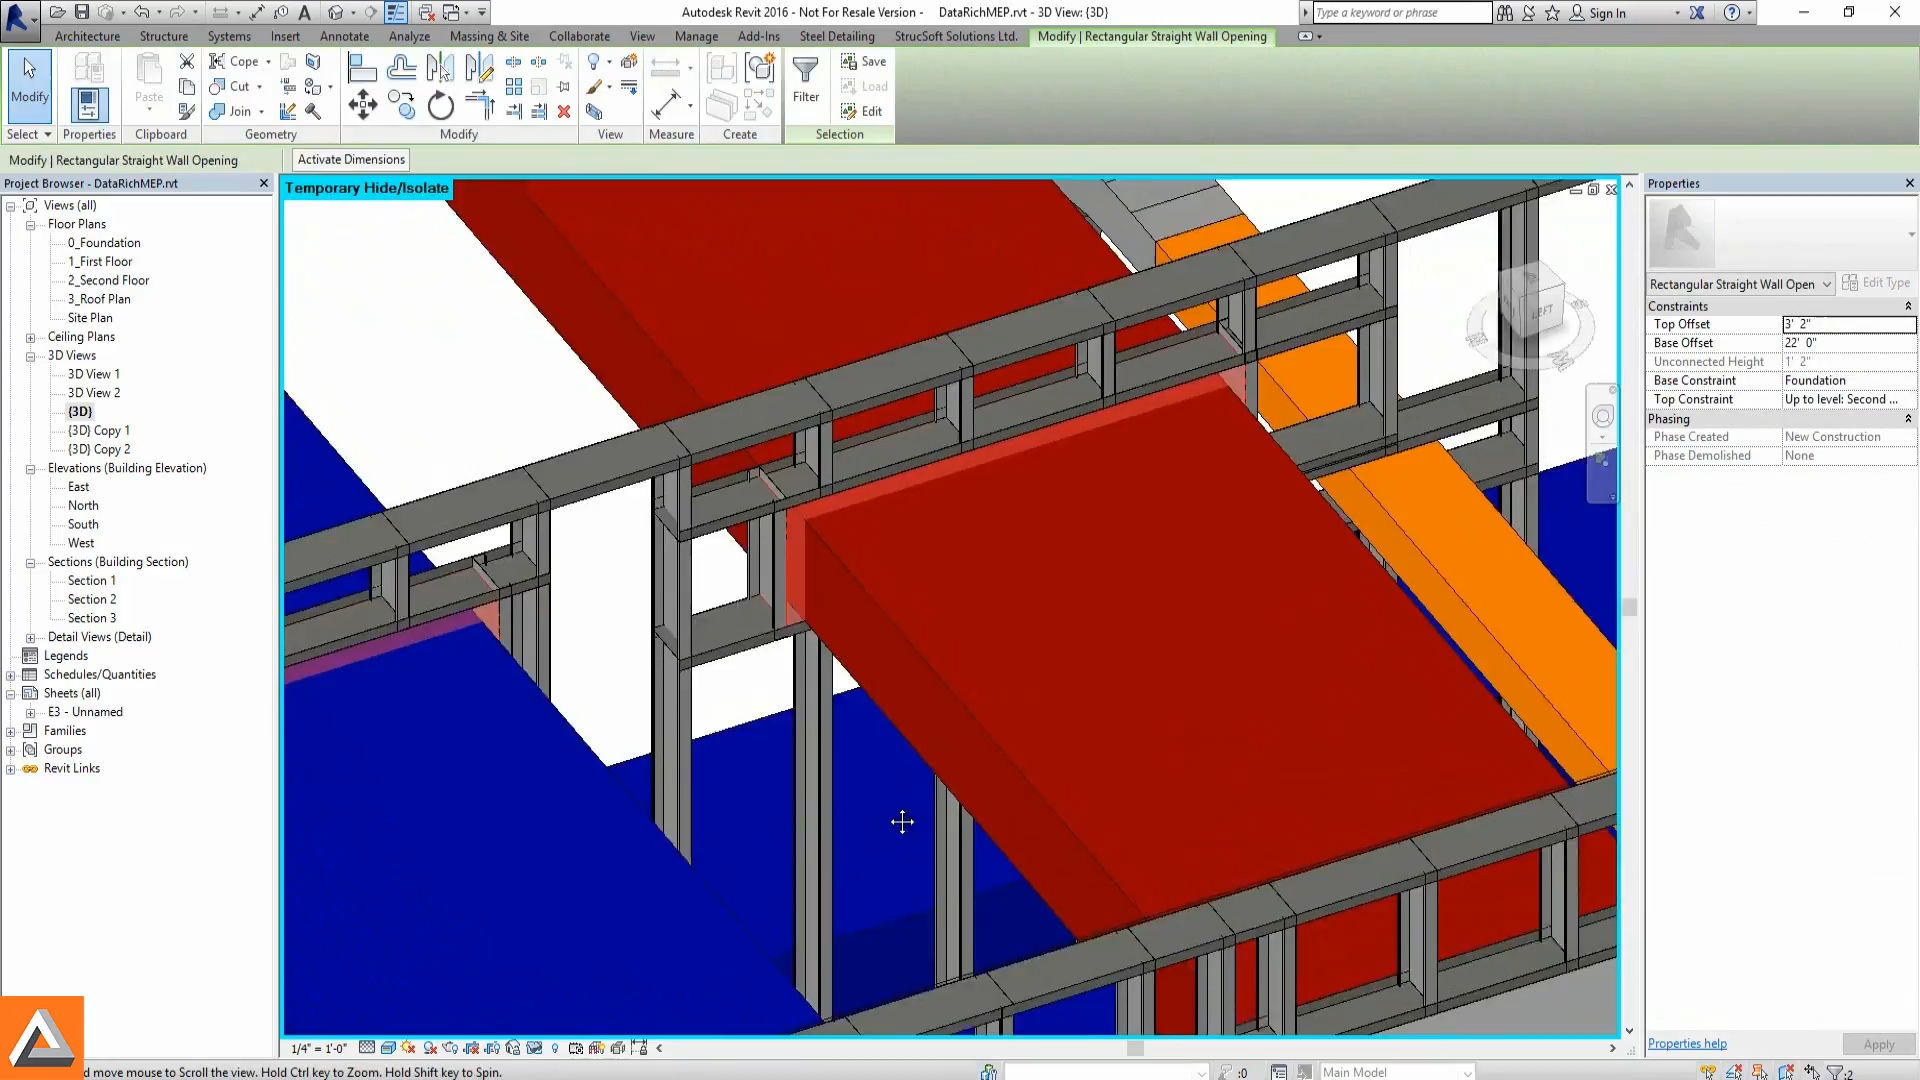 Autodesk Revit 2016 - Not For Resale Version - DataRichMEP.rvt - 3D View: {3D}
Type a keyword or phrase
Sign In
Architecture Structure Systems Insert Annotate Analyze Massing & Site Collaborate View Manage Add-Ins Steel Detailing StrucSoft Solutions Ltd. Modify | Rectangular Straight Wall Opening
Modify
Paste
Cope
Cut
Join
Filter
Save
Load
Edit
Select Properties Clipboard Geometry Modify View Measure Create Selection
Modify | Rectangular Straight Wall Opening
Activate Dimensions
Project Browser - DataRichMEP.rvt
Views (all)
Floor Plans
0_Foundation
1_First Floor
2_Second Floor
3_Roof Plan
Site Plan
Ceiling Plans
3D Views
3D View 1
3D View 2
{3D}
{3D} Copy 1
{3D} Copy 2
Elevations (Building Elevation)
East
North
South
West
Sections (Building Section)
Section 1
Section 2
Section 3
Detail Views (Detail)
Legends
Schedules/Quantities
Sheets (all)
E3 - Unnamed
Families
Groups
Revit Links
Temporary Hide/Isolate
LEFT
Properties
Rectangular Straight Wall Open
Edit Type
Constraints
Top Offset 3' 2"
Base Offset 22' 0"
Unconnected Height 1' 2"
Base Constraint Foundation
Top Constraint Up to level: Second ...
Phasing
Phase Created New Construction
Phase Demolished None
Properties help
Apply
1/4" = 1'-0"
d move mouse to Scroll the view. Hold Ctrl key to Zoom. Hold Shift key to Spin.
:0
Main Model
:2